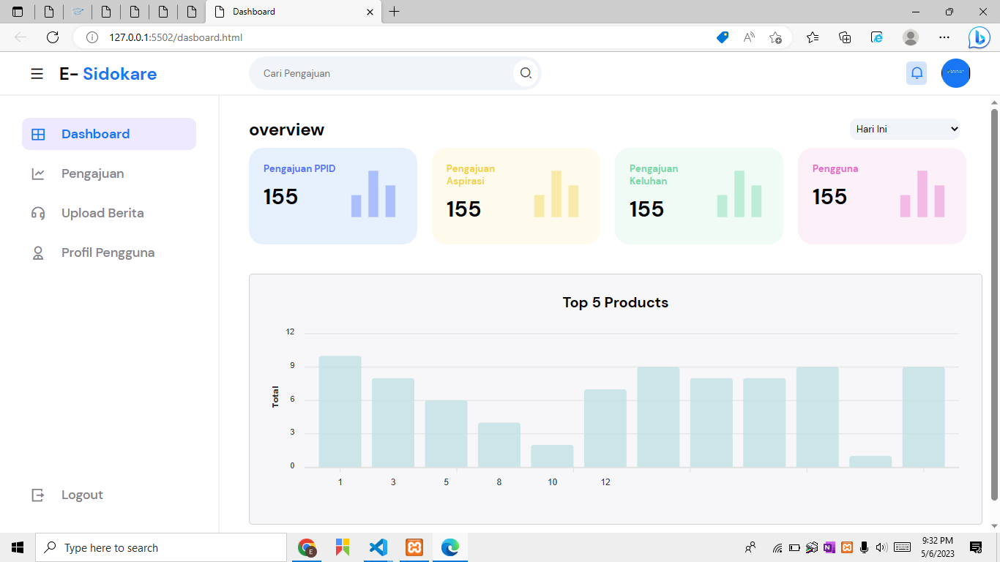 Dashboard
127.0.0.1:5502/dasboard.html
E- Sidokare
Cari Pengajuan
Dashboard
Pengajuan
Upload Berita
Profil Pengguna
Logout
overview
Hari Ini
Pengajuan PPID
155
Pengajuan
Aspirasi
155
Pengajuan
Keluhan
155
Pengguna
155
Top 5 Products
Total
12
9
6
3
0
1 3 5 8 10 12
Type here to search
9:32 PM
5/6/2023